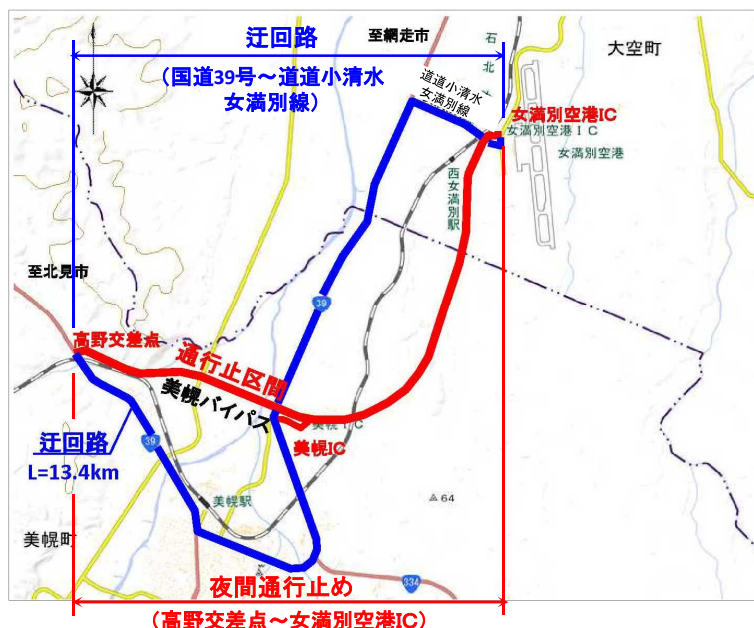 迂回路
（国道39号～道道小清水
女満別線）
至網走市
石
北
大空町
道道小清水
女満別線
女満別空港IC
女満別空港ＩＣ
女満別空港
西女満別駅
至北見市
39
高野交差点
通行止区間
美幌バイパス
美幌ＩＣ
美幌IC
迂回路
L=13.4km
39
美幌駅
64
美幌町
334
夜間通行止め
（高野交差点～女満別空港IC）